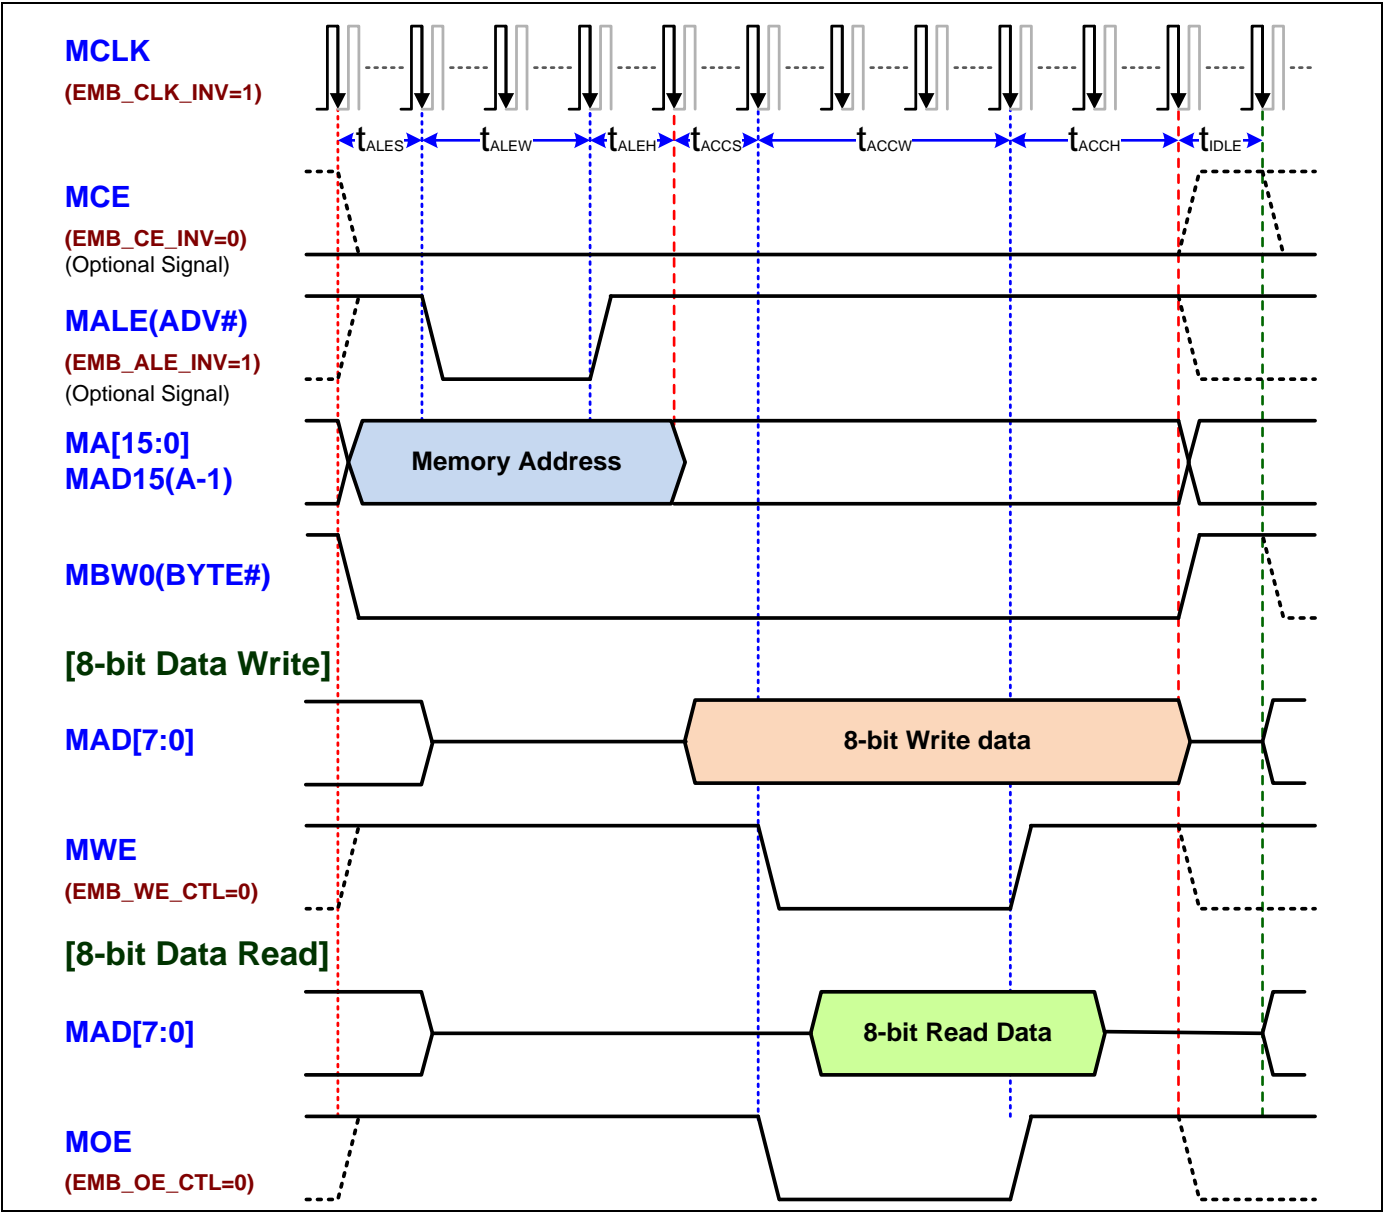 MCLK
(EMB_CLK_INV=1)
tALES tALEW tALEH tACCS tACCW tACCH tIDLE
MCE
(EMB_CE_INV=0)
(Optional Signal)
MALE(ADV#)
(EMB_ALE_INV=1)
(Optional Signal)
MA[15:0]
MAD15(A-1)
Memory Address
MBW0(BYTE#)
[8-bit Data Write]
MAD[7:0]
8-bit Write data
MWE
(EMB_WE_CTL=0)
[8-bit Data Read]
MAD[7:0]
8-bit Read Data
MOE
(EMB_OE_CTL=0)